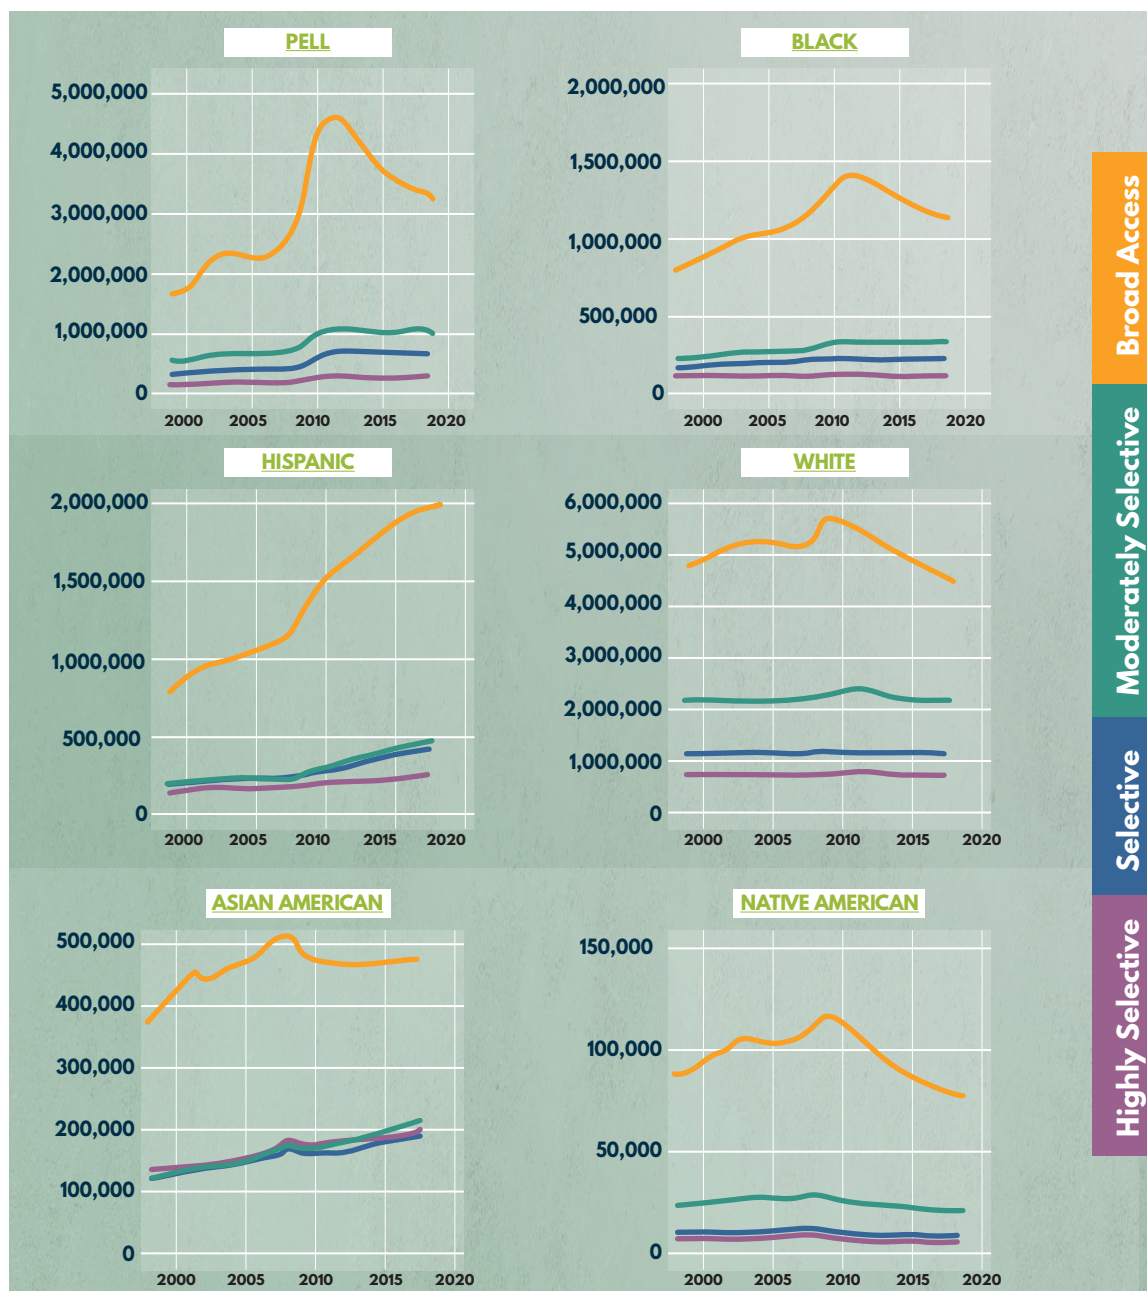 PELL
5,000,000
4,000,000
3,000,000
2,000,000
1,000,000
0
2000 2005 2010 2015 2020
BLACK
2,000,000
1,500,000
1,000,000
500,000
0
2000 2005 2010 2015 2020
HISPANIC
2,000,000
1,500,000
1,000,000
500,000
0
2000 2005 2010 2015 2020
WHITE
6,000,000
5,000,000
4,000,000
3,000,000
2,000,000
1,000,000
0
2000 2005 2010 2015 2020
ASIAN AMERICAN
500,000
400,000
300,000
200,000
100,000
0
2000 2005 2010 2015 2020
NATIVE AMERICAN
150,000
100,000
50,000
0
2000 2005 2010 2015 2020
Broad Access
Moderately Selective
Selective
Highly Selective